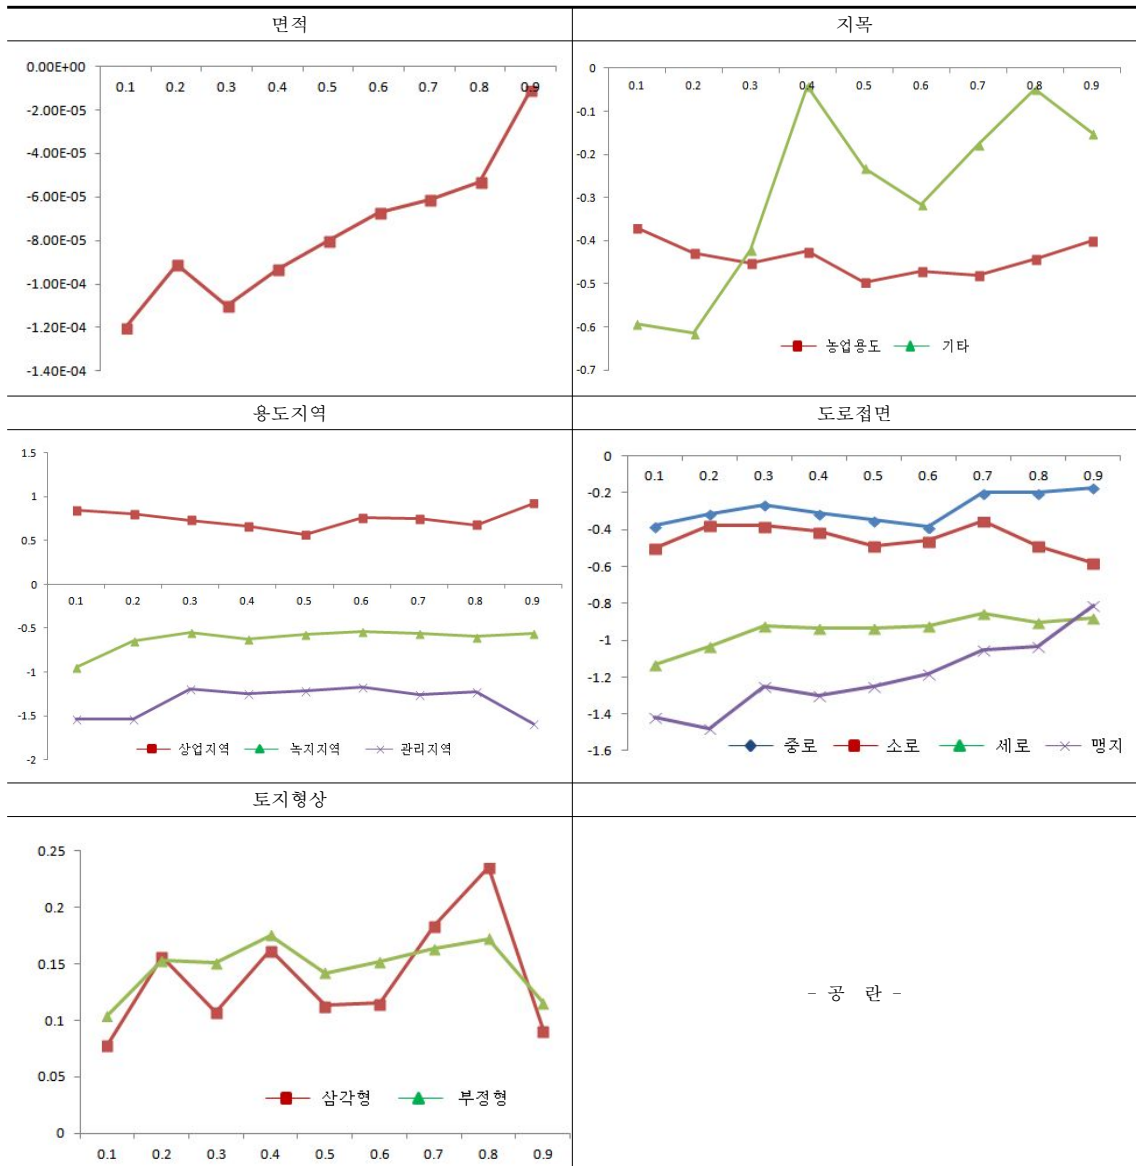 면적
지목
0.00E+00
-2.00E-05
-4.00E-05
-6.00E-05
-8.00E-05
-1.00E-04
-1.20E-04
-1.40E-04
0.1 0.2 0.3 0.4 0.5 0.6 0.7 0.8 0.9
0
-0.1
-0.2
-0.3
-0.4
-0.5
-0.6
-0.7
0.1 0.2 0.3 0.4 0.5 0.6 0.7 0.8 0.9
농업용도 기타
용도지역
도로접면
1.5
1
0.5
0
-0.5
-1
-1.5
-2
0.1 0.2 0.3 0.4 0.5 0.6 0.7 0.8 0.9
상업지역 녹지지역 관리지역
0
-0.2
-0.4
-0.6
-0.8
-1
-1.2
-1.4
-1.6
0.1 0.2 0.3 0.4 0.5 0.6 0.7 0.8 0.9
중로 소로 세로 맹지
토지형상
0.25
0.2
0.15
0.1
0.05
0
삼각형 부정형
0.1 0.2 0.3 0.4 0.5 0.6 0.7 0.8 0.9
- 공 란 -